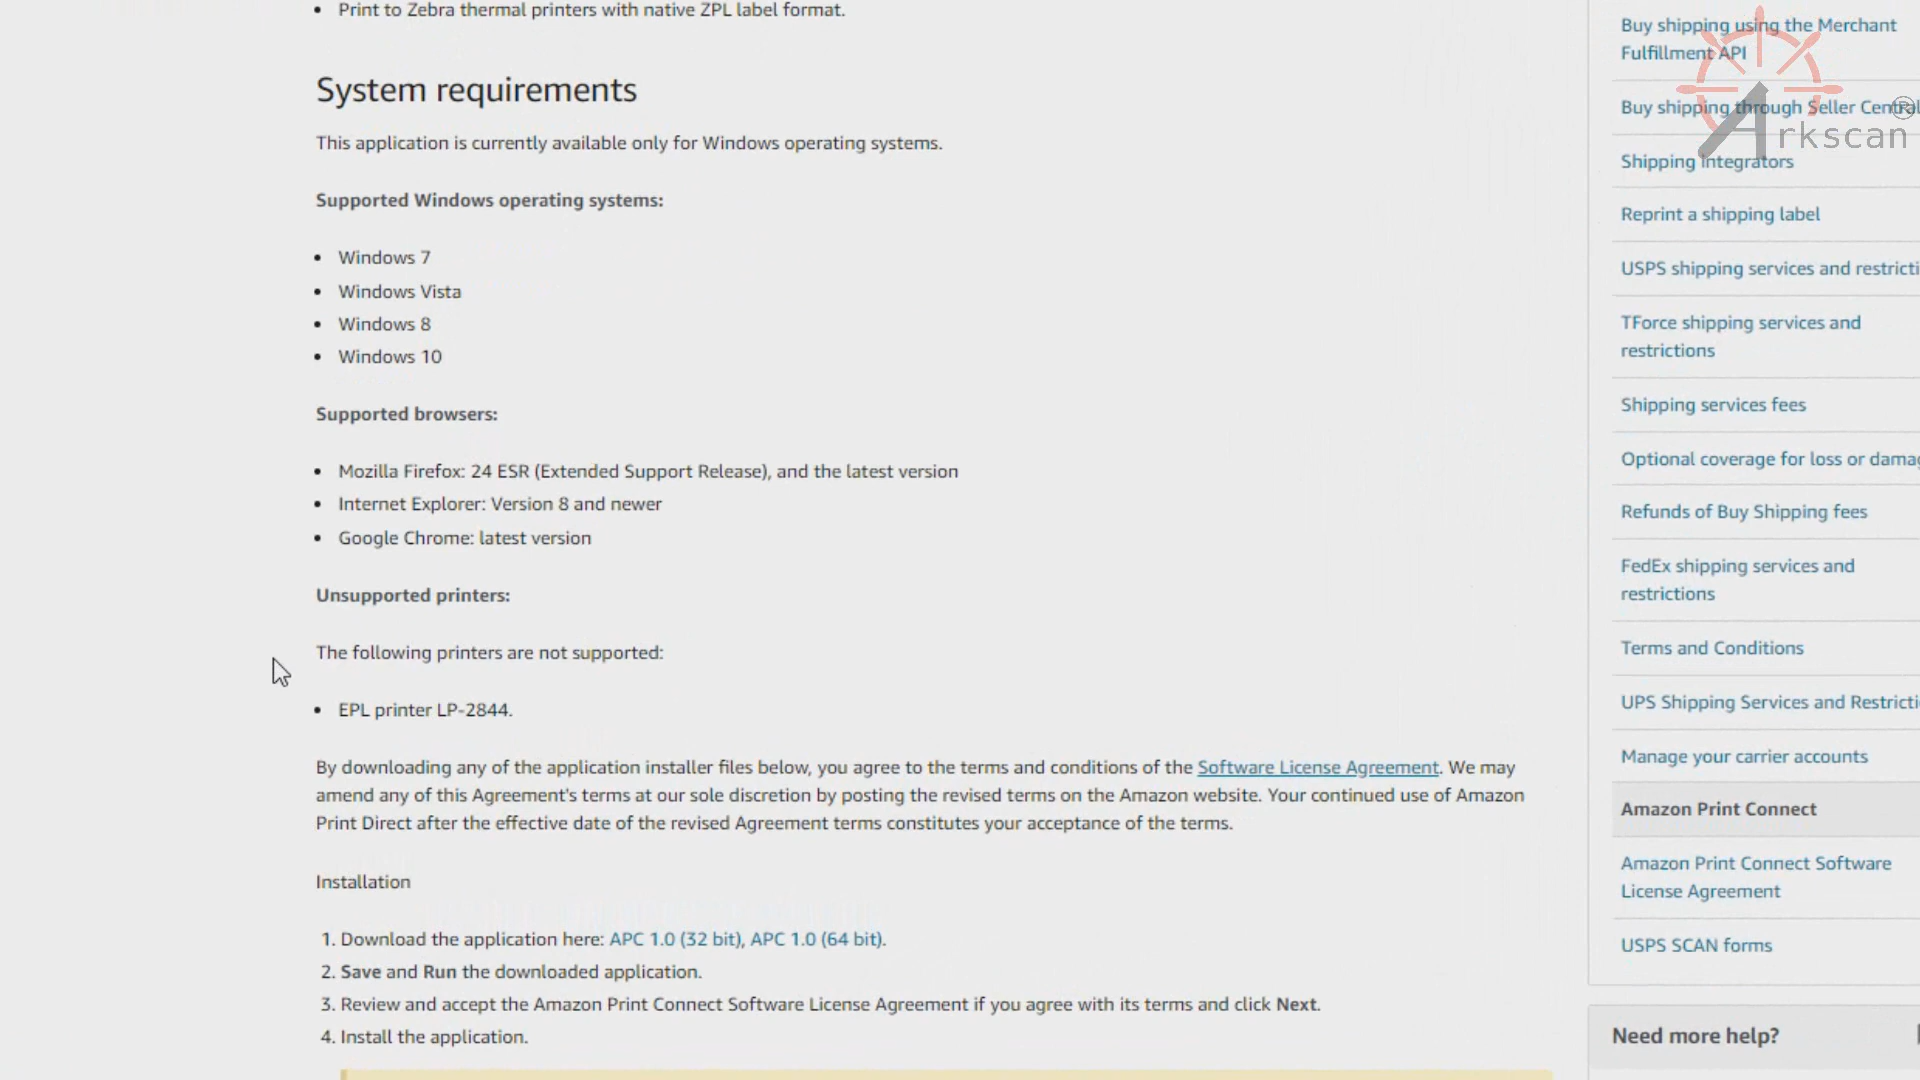 Print to Zebra thermal printers with native ZPL label format.
System requirements
This application is currently available only for Windows operating systems.
Supported Windows operating systems:
Windows 7
Windows Vista
Windows 8
Windows 10
Supported browsers:
Mozilla Firefox: 24 ESR (Extended Support Release), and the latest version
Internet Explorer: Version 8 and newer
Google Chrome: latest version
Unsupported printers:
The following printers are not supported:
EPL printer LP-2844.
By downloading any of the application installer files below, you agree to the terms and conditions of the Software License Agreement. We may
amend any of this Agreement's terms at our sole discretion by posting the revised terms on the Amazon website. Your continued use of Amazon
Print Direct after the effective date of the revised Agreement terms constitutes your acceptance of the terms.
Installation
1. Download the application here: APC 1.0 (32 bit), APC 1.0 (64 bit).
2. Save and Run the downloaded application.
3. Review and accept the Amazon Print Connect Software License Agreement if you agree with its terms and click Next.
4. Install the application.
Buy shipping using the Merchant
Fulfillment API
Buy shipping through Seller Central
Shipping Integrators
Reprint a shipping label
USPS shipping services and restricti
TForce shipping services and
restrictions
Shipping services fees
Optional coverage for loss or damag
Refunds of Buy Shipping fees
FedEx shipping services and
restrictions
Terms and Conditions
UPS Shipping Services and Restricti
Manage your carrier accounts
Amazon Print Connect
Amazon Print Connect Software
License Agreement
USPS SCAN forms
Need more help?
Arkscan®